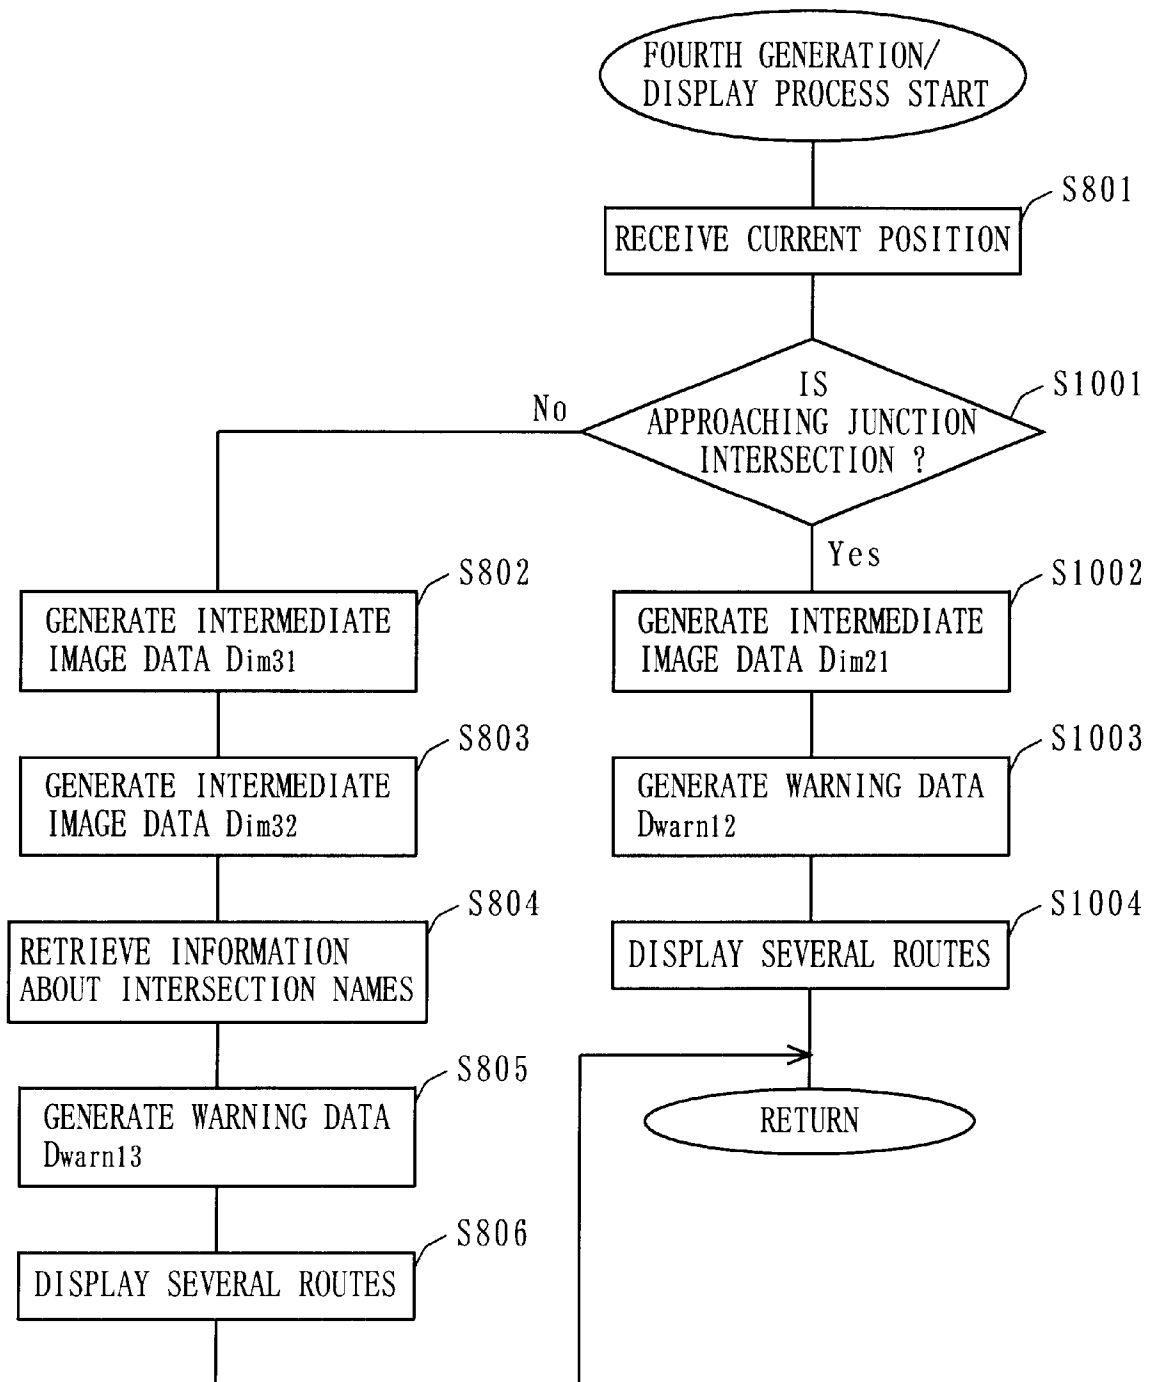 FOURTH GENERATION/
DISPLAY PROCESS START
S801
RECEIVE CURRENT POSITION
S1001
IS
APPROACHING JUNCTION
INTERSECTION ?
No
Yes
S802
GENERATE INTERMEDIATE
IMAGE DATA Dim31
S803
GENERATE INTERMEDIATE
IMAGE DATA Dim32
S804
RETRIEVE INFORMATION
ABOUT INTERSECTION NAMES
S805
GENERATE WARNING DATA
Dwarn13
S806
DISPLAY SEVERAL ROUTES
S1002
GENERATE INTERMEDIATE
IMAGE DATA Dim21
S1003
GENERATE WARNING DATA
Dwarn12
S1004
DISPLAY SEVERAL ROUTES
RETURN